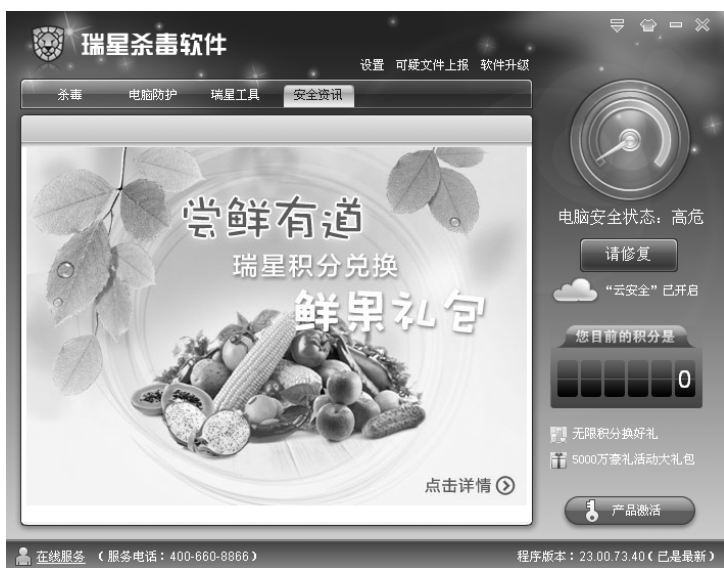 瑞星杀毒软件
设置 可疑文件上报 软件升级
杀毒 电脑防护 瑞星工具 安全资讯
尝鲜有道
瑞星积分兑换
鲜果礼包
点击详情
电脑安全状态：高危
请修复
“云安全”已开启
您目前的积分是
0
无限积分换好礼
5000万豪礼活动大礼包
产品激活
在线服务 （服务电话：400-660-8866）
程序版本：23.00.73.40（已是最新）